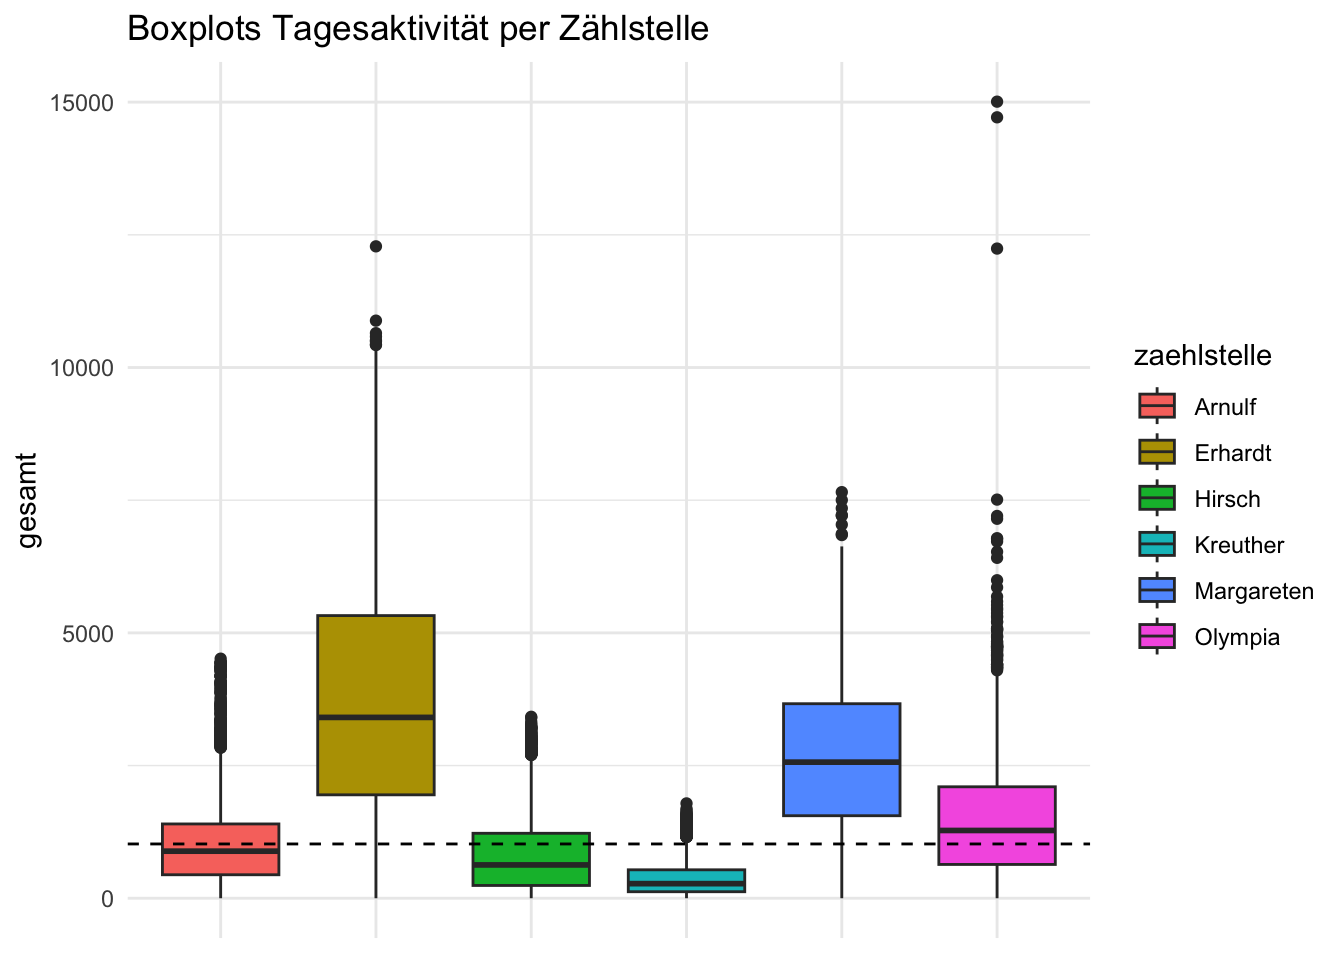 Boxplots Tagesaktivität per Zählstelle
gesamt
15000
10000
5000
0
zaehlstelle
Arnulf
Erhardt
Hirsch
Kreuther
Margareten
Olympia